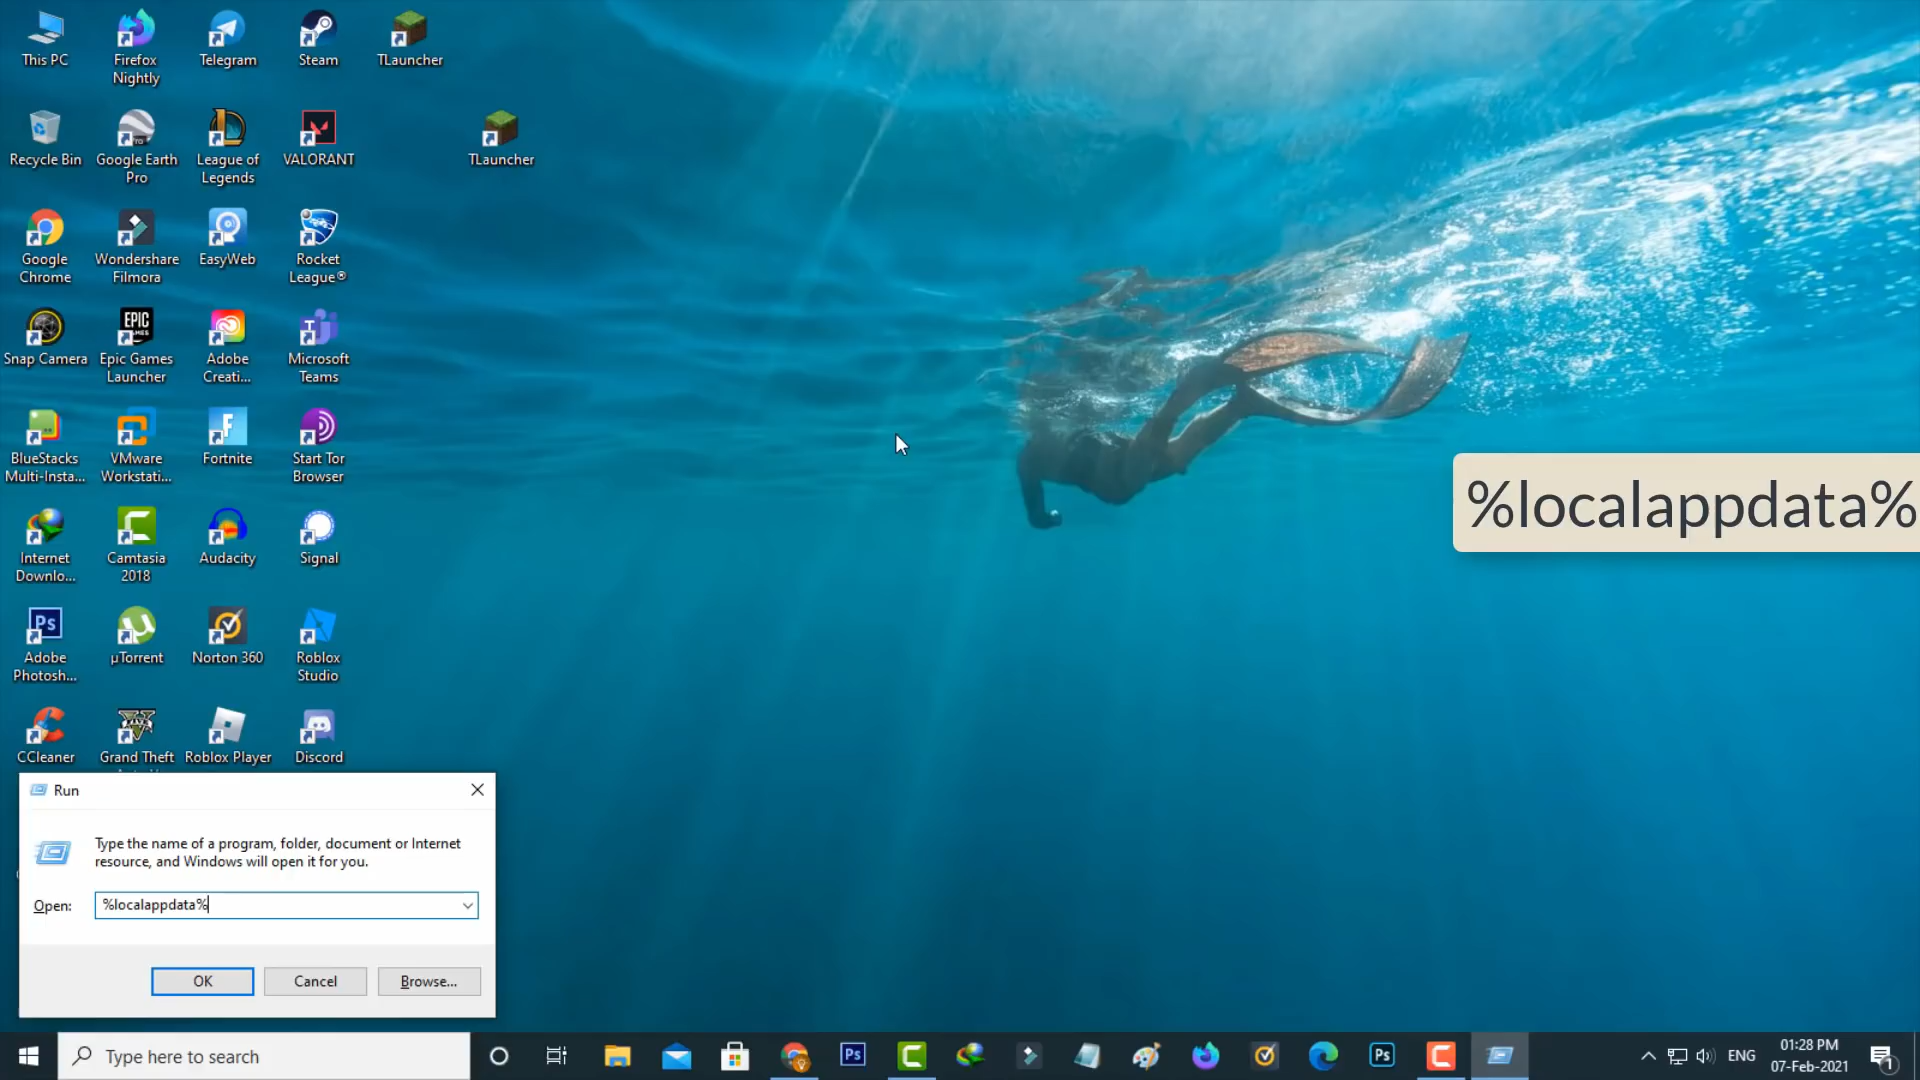 This PC
Firefox
Nightly
Telegram
Steam
TLauncher
Recycle Bin
Google Earth
Pro
League of
Legends
VALORANT
TLauncher
Google
Chrome
Wondershare
Filmora
EasyWeb
Rocket
League®
Snap Camera
EPIC
GAMES
Epic Games
Launcher
Adobe
Creati...
Microsoft
Teams
BlueStacks
Multi-Insta...
VMware
Workstati...
Fortnite
Start Tor
Browser
Internet
Downlo...
Camtasia
2018
Audacity
Signal
Adobe
Photosh...
µTorrent
Norton 360
Roblox
Studio
CCleaner
Grand Theft
Roblox Player
Discord
%localappdata%
Run
Type the name of a program, folder, document or Internet
resource, and Windows will open it for you.
Open:
%localappdata%
OK
Cancel
Browse...
Type here to search
ENG
01:28 PM
07-Feb-2021
1